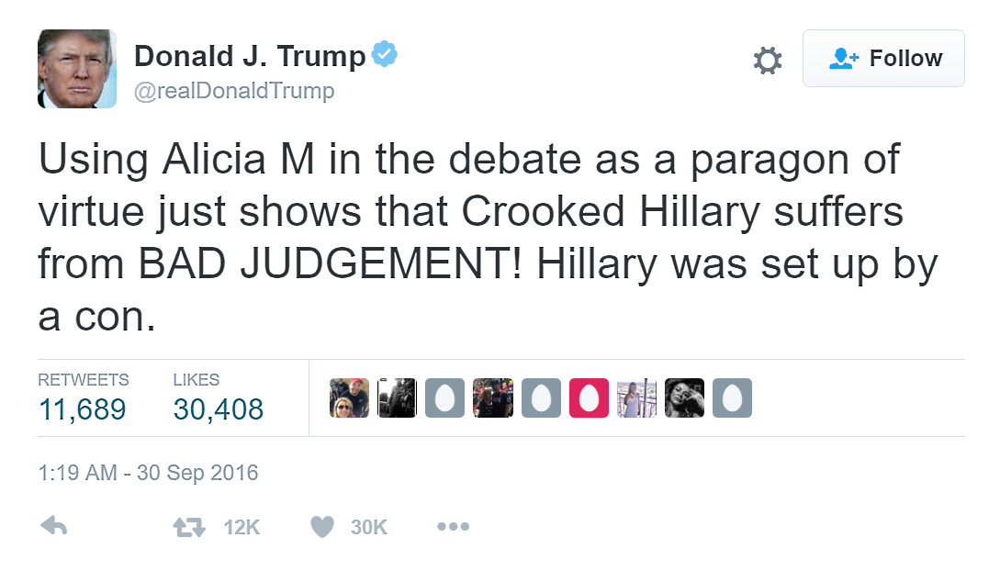 Donald J. Trump
Follow
@realDonaldTrump
Using Alicia M in the debate as a paragon of
virtue just shows that Crooked Hillary suffers
from BAD JUDGEMENT! Hillary was set up by
a con.
RETWEETS LIKES
11,689 30,408
1:19 AM - 30 Sep 2016
12K 30K